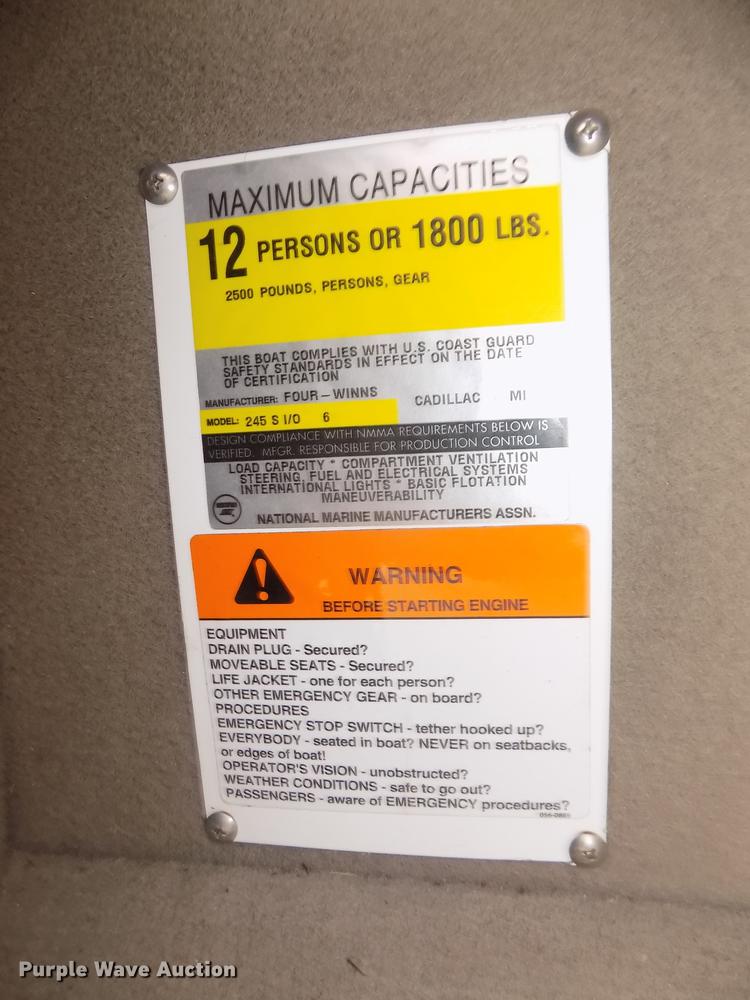 MAXIMUM CAPACITIES
12 PERSONS OR 1800 LBS.
2500 POUNDS, PERSONS, GEAR
THIS BOAT COMPLIES WITH U.S. COAST GUARD
SAFETY STANDARDS IN EFFECT ON THE DATE
OF CERTIFICATION
MANUFACTURER: FOUR-WINNS CADILLAC MI
MODEL: 245 S I/O 6
DESIGN COMPLIANCE WITH NMMA REQUIREMENTS BELOW IS
VERIFIED. MFGR. RESPONSIBLE FOR PRODUCTION CONTROL
LOAD CAPACITY * COMPARTMENT VENTILATION
STEERING, FUEL AND ELECTRICAL SYSTEMS
INTERNATIONAL LIGHTS * BASIC FLOTATION
MANEUVERABILITY
NATIONAL MARINE MANUFACTURERS ASSN.
WARNING
BEFORE STARTING ENGINE
EQUIPMENT
DRAIN PLUG - Secured?
MOVEABLE SEATS - Secured?
LIFE JACKET - one for each person?
OTHER EMERGENCY GEAR - on board?
PROCEDURES
EMERGENCY STOP SWITCH - tether hooked up?
EVERYBODY - seated in boat? NEVER on seatbacks,
or edges of boat!
OPERATOR'S VISION - unobstructed?
WEATHER CONDITIONS - safe to go out?
PASSENGERS - aware of EMERGENCY procedures?
Purple Wave Auction